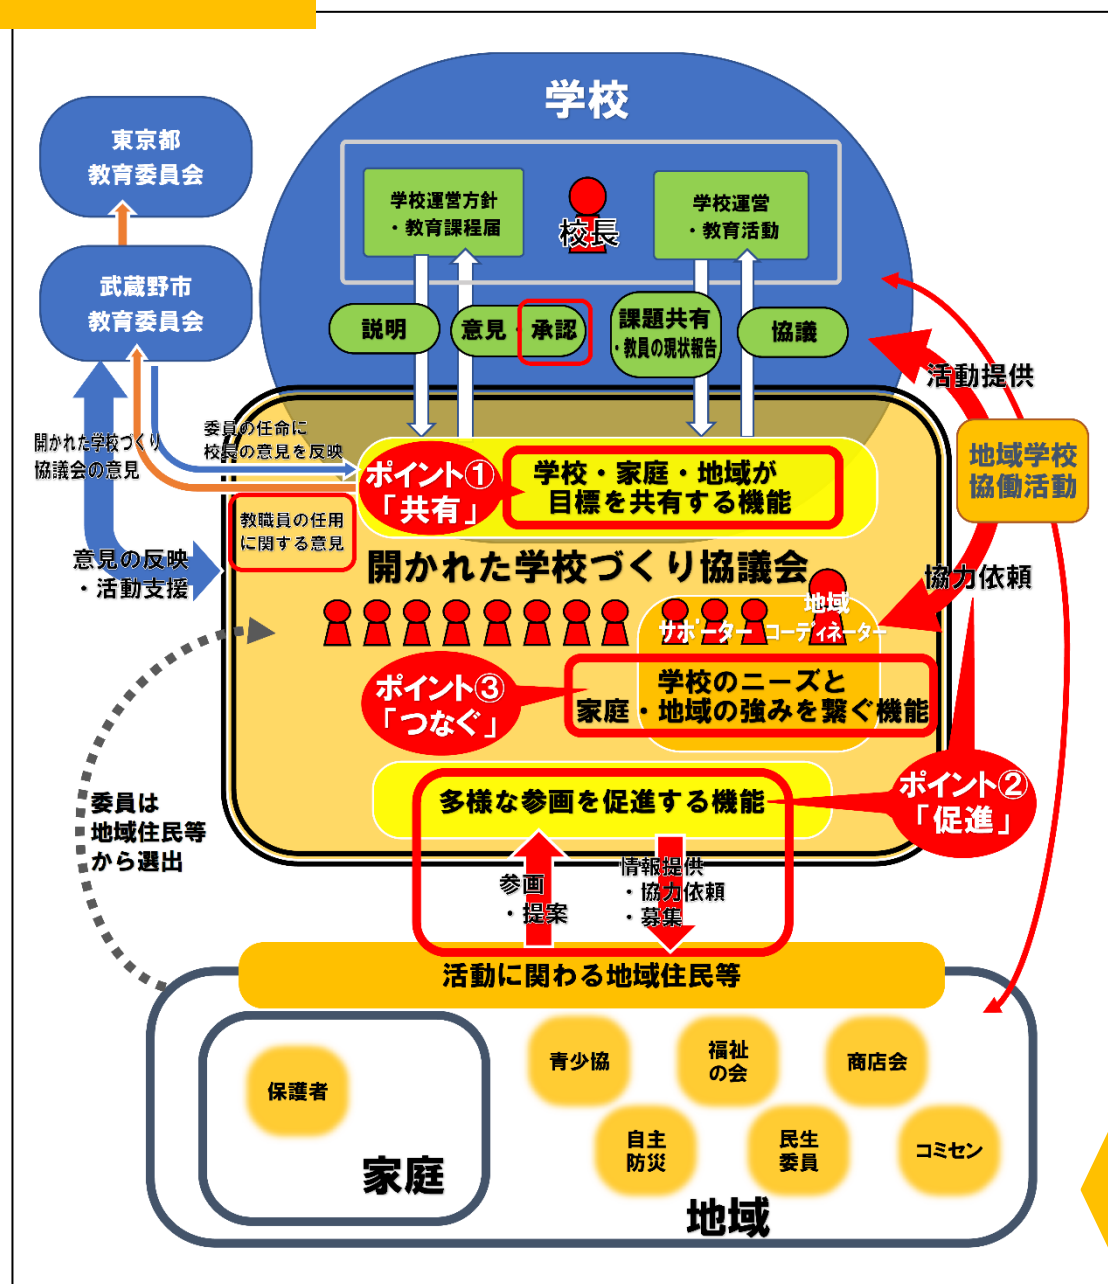 学校
東京都
教育委員会
学校運営方針
・教育課程届
校長
学校運営
・教育活動
武蔵野市
教育委員会
説明
意見・承認
課題共有
・教員の現状報告
協議
活動提供
委員の任命に
校長の意見を反映
開かれた学校づくり
協議会の意見
地域学校
協働活動
ポイント①
「共有」
学校・家庭・地域が
目標を共有する機能
教職員の任用
に関する意見
意見の反映
・活動支援
開かれた学校づくり協議会
協力依頼
サポーター
地域
コーディネーター
ポイント③
「つなぐ」
学校のニーズと
家庭・地域の強みを繋ぐ機能
委員は
地域住民等
から選出
多様な参画を促進する機能
ポイント②
「促進」
参画
・提案
情報提供
・協力依頼
・募集
活動に関わる地域住民等
保護者
家庭
青少協
福祉
の会
商店会
自主
防災
民生
委員
コミセン
地域